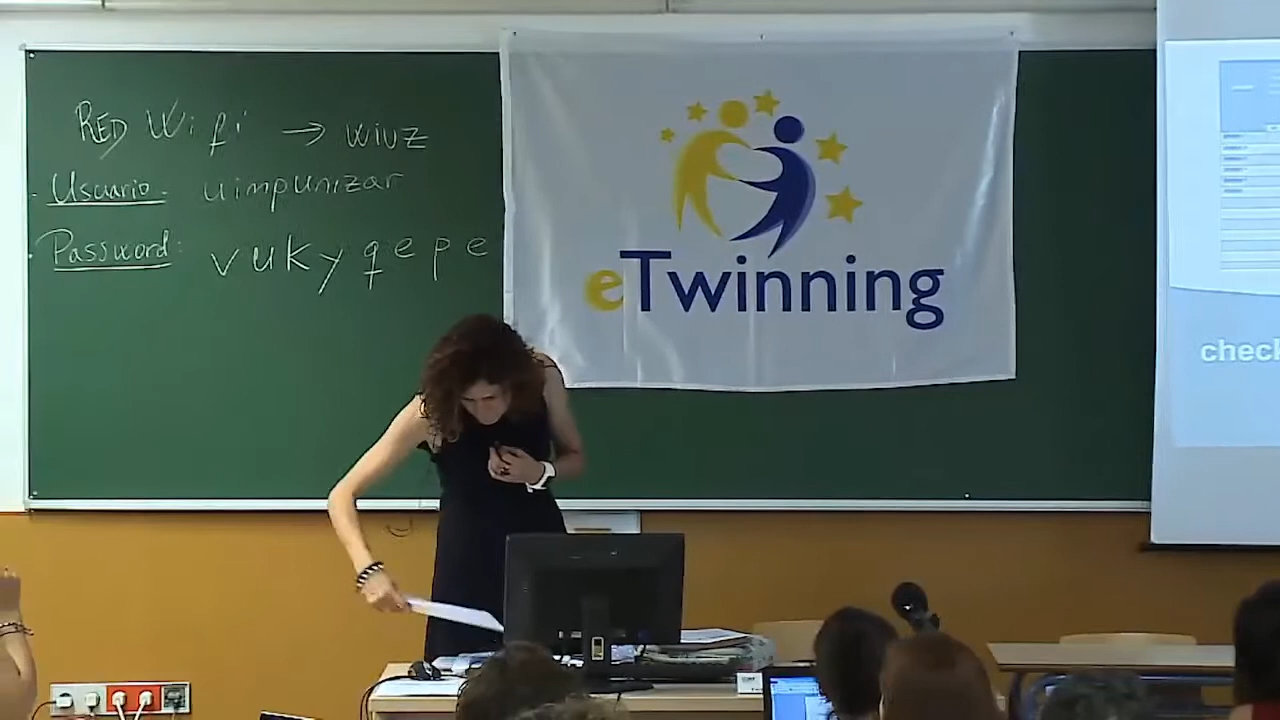 RED Wifi → wiuz
Usuario: uimpunizar
Password: vukyqepe
eTwinning
check